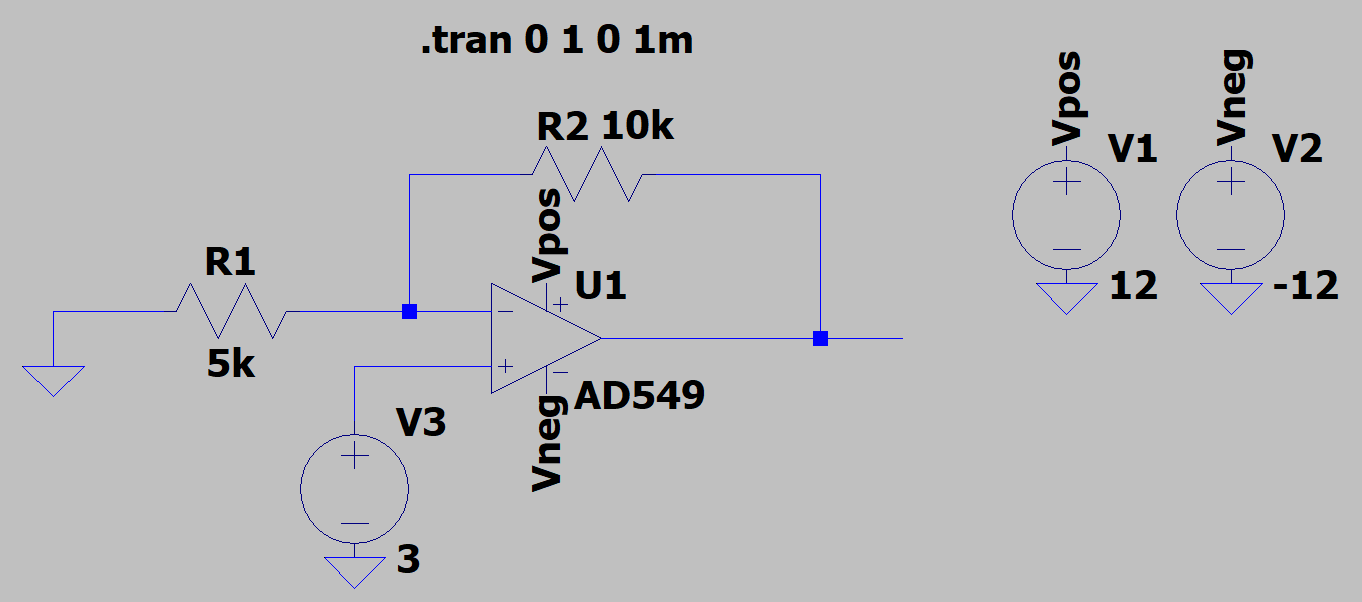 .tran 0 1 0 1m
R2 10k
Vpos
U1
R1
5k
AD549
Vneg
V3
3
Vpos
V1
12
Vneg
V2
-12